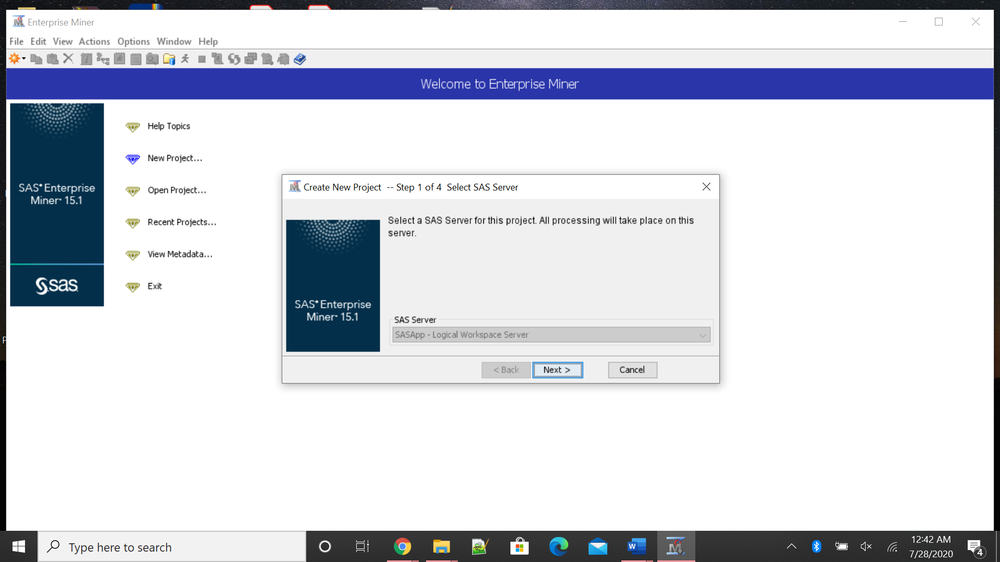 Enterprise Miner
File Edit View Actions Options Window Help
Welcome to Enterprise Miner
SAS® Enterprise
Miner™ 15.1
sas
Help Topics
New Project...
Open Project...
Recent Projects...
View Metadata...
Exit
Create New Project -- Step 1 of 4 Select SAS Server
Select a SAS Server for this project. All processing will take place on this
server.
SAS® Enterprise
Miner™ 15.1
SAS Server
SASApp - Logical Workspace Server
< Back Next > Cancel
P
Type here to search
12:42 AM
7/28/2020
4